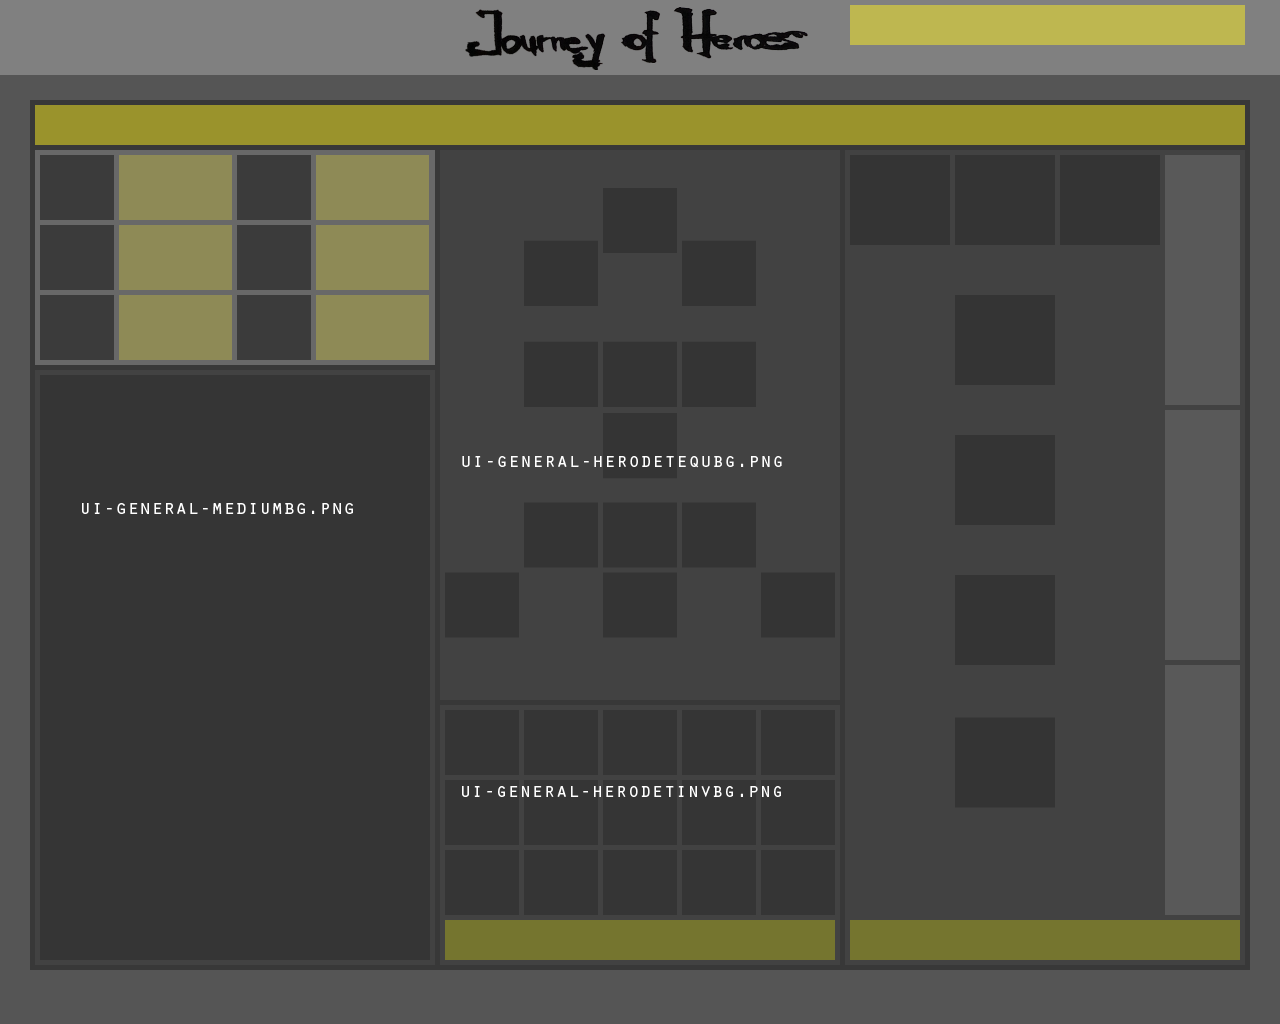 Journey of Heroes
UI-GENERAL-HERODETEQUBG.PNG
UI-GENERAL-MEDIUMBG.PNG
UI-GENERAL-HERODETINVBG.PNG